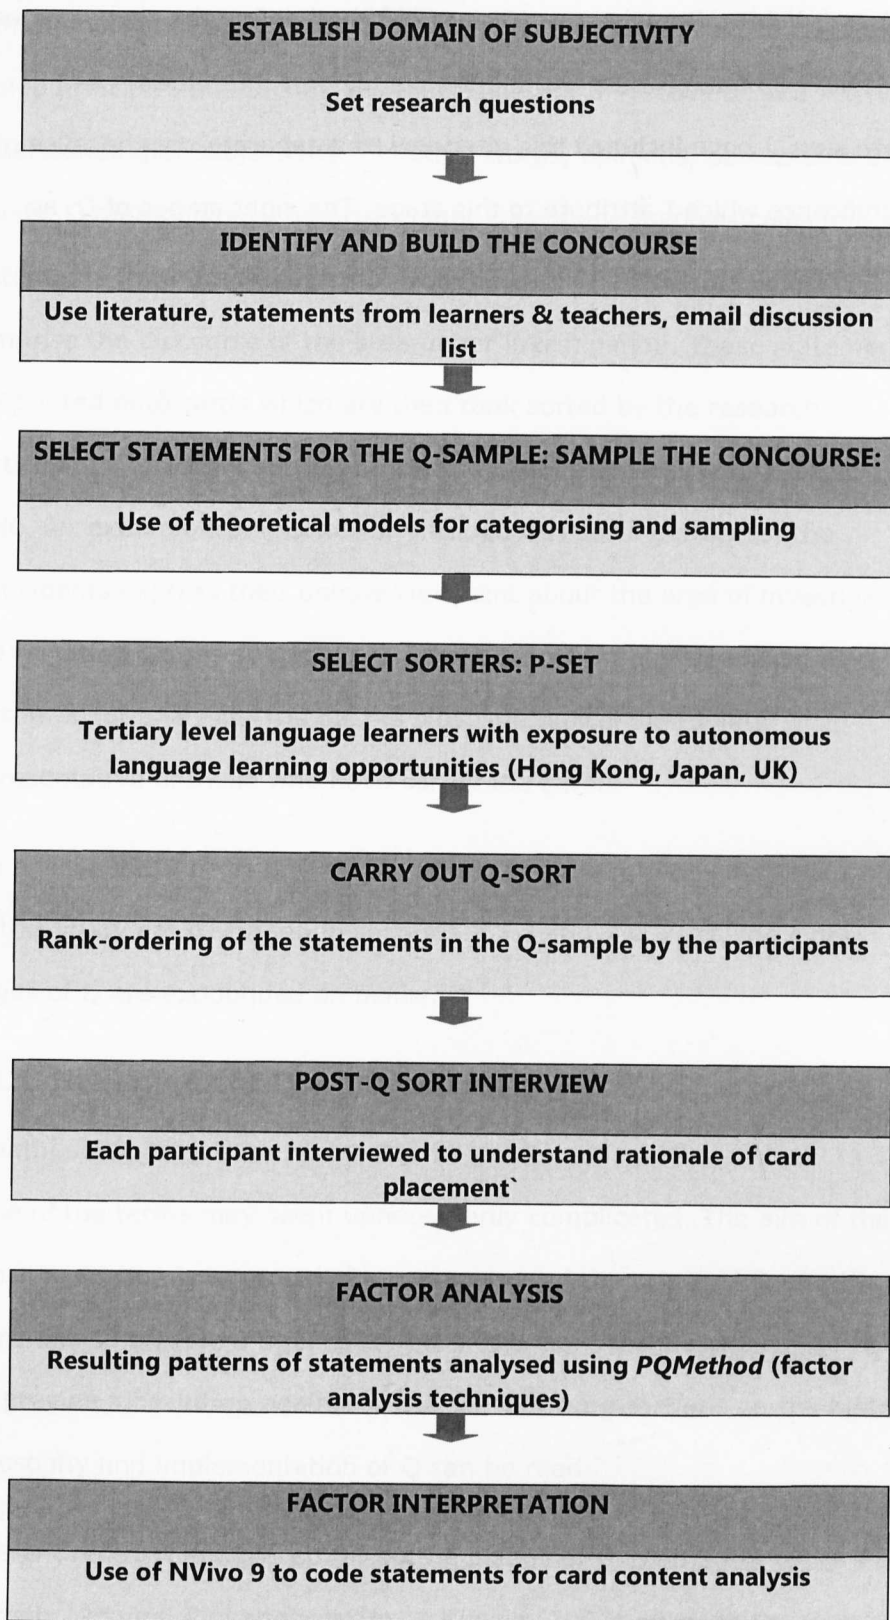 ESTABLISH DOMAIN OF SUBJECTIVITY
Set research questions
IDENTIFY AND BUILD THE CONCOURSE
Use literature, statements from learners & teachers, email discussion
list
SELECT STATEMENTS FOR THE Q-SAMPLE: SAMPLE THE CONCOURSE:
Use of theoretical models for categorising and sampling
SELECT SORTERS: P-SET
Tertiary level language learners with exposure to autonomous
language learning opportunities (Hong Kong, Japan, UK)
CARRY OUT Q-SORT
Rank-ordering of the statements in the Q-sample by the participants
POST-Q SORT INTERVIEW
Each participant interviewed to understand rationale of card
placement`
FACTOR ANALYSIS
Resulting patterns of statements analysed using PQMethod (factor
analysis techniques)
FACTOR INTERPRETATION
Use of NVivo 9 to code statements for card content analysis